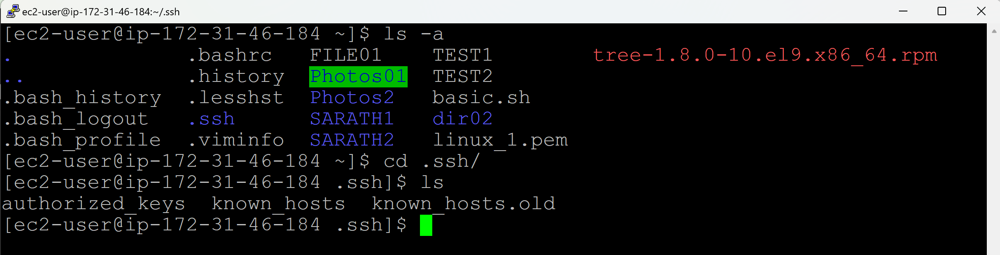 ec2-user@ip-172-31-46-184:~/.ssh
[ec2-user@ip-172-31-46-184 ~]$ ls -a
. .bashrc FILE01 TEST1 tree-1.8.0-10.el9.x86_64.rpm
.. .history Photos01 TEST2
.bash_history .lesshst Photos2 basic.sh
.bash_logout .ssh SARATH1 dir02
.bash_profile .viminfo SARATH2 linux_1.pem
[ec2-user@ip-172-31-46-184 ~]$ cd .ssh/
[ec2-user@ip-172-31-46-184 .ssh]$ ls
authorized_keys known_hosts known_hosts.old
[ec2-user@ip-172-31-46-184 .ssh]$